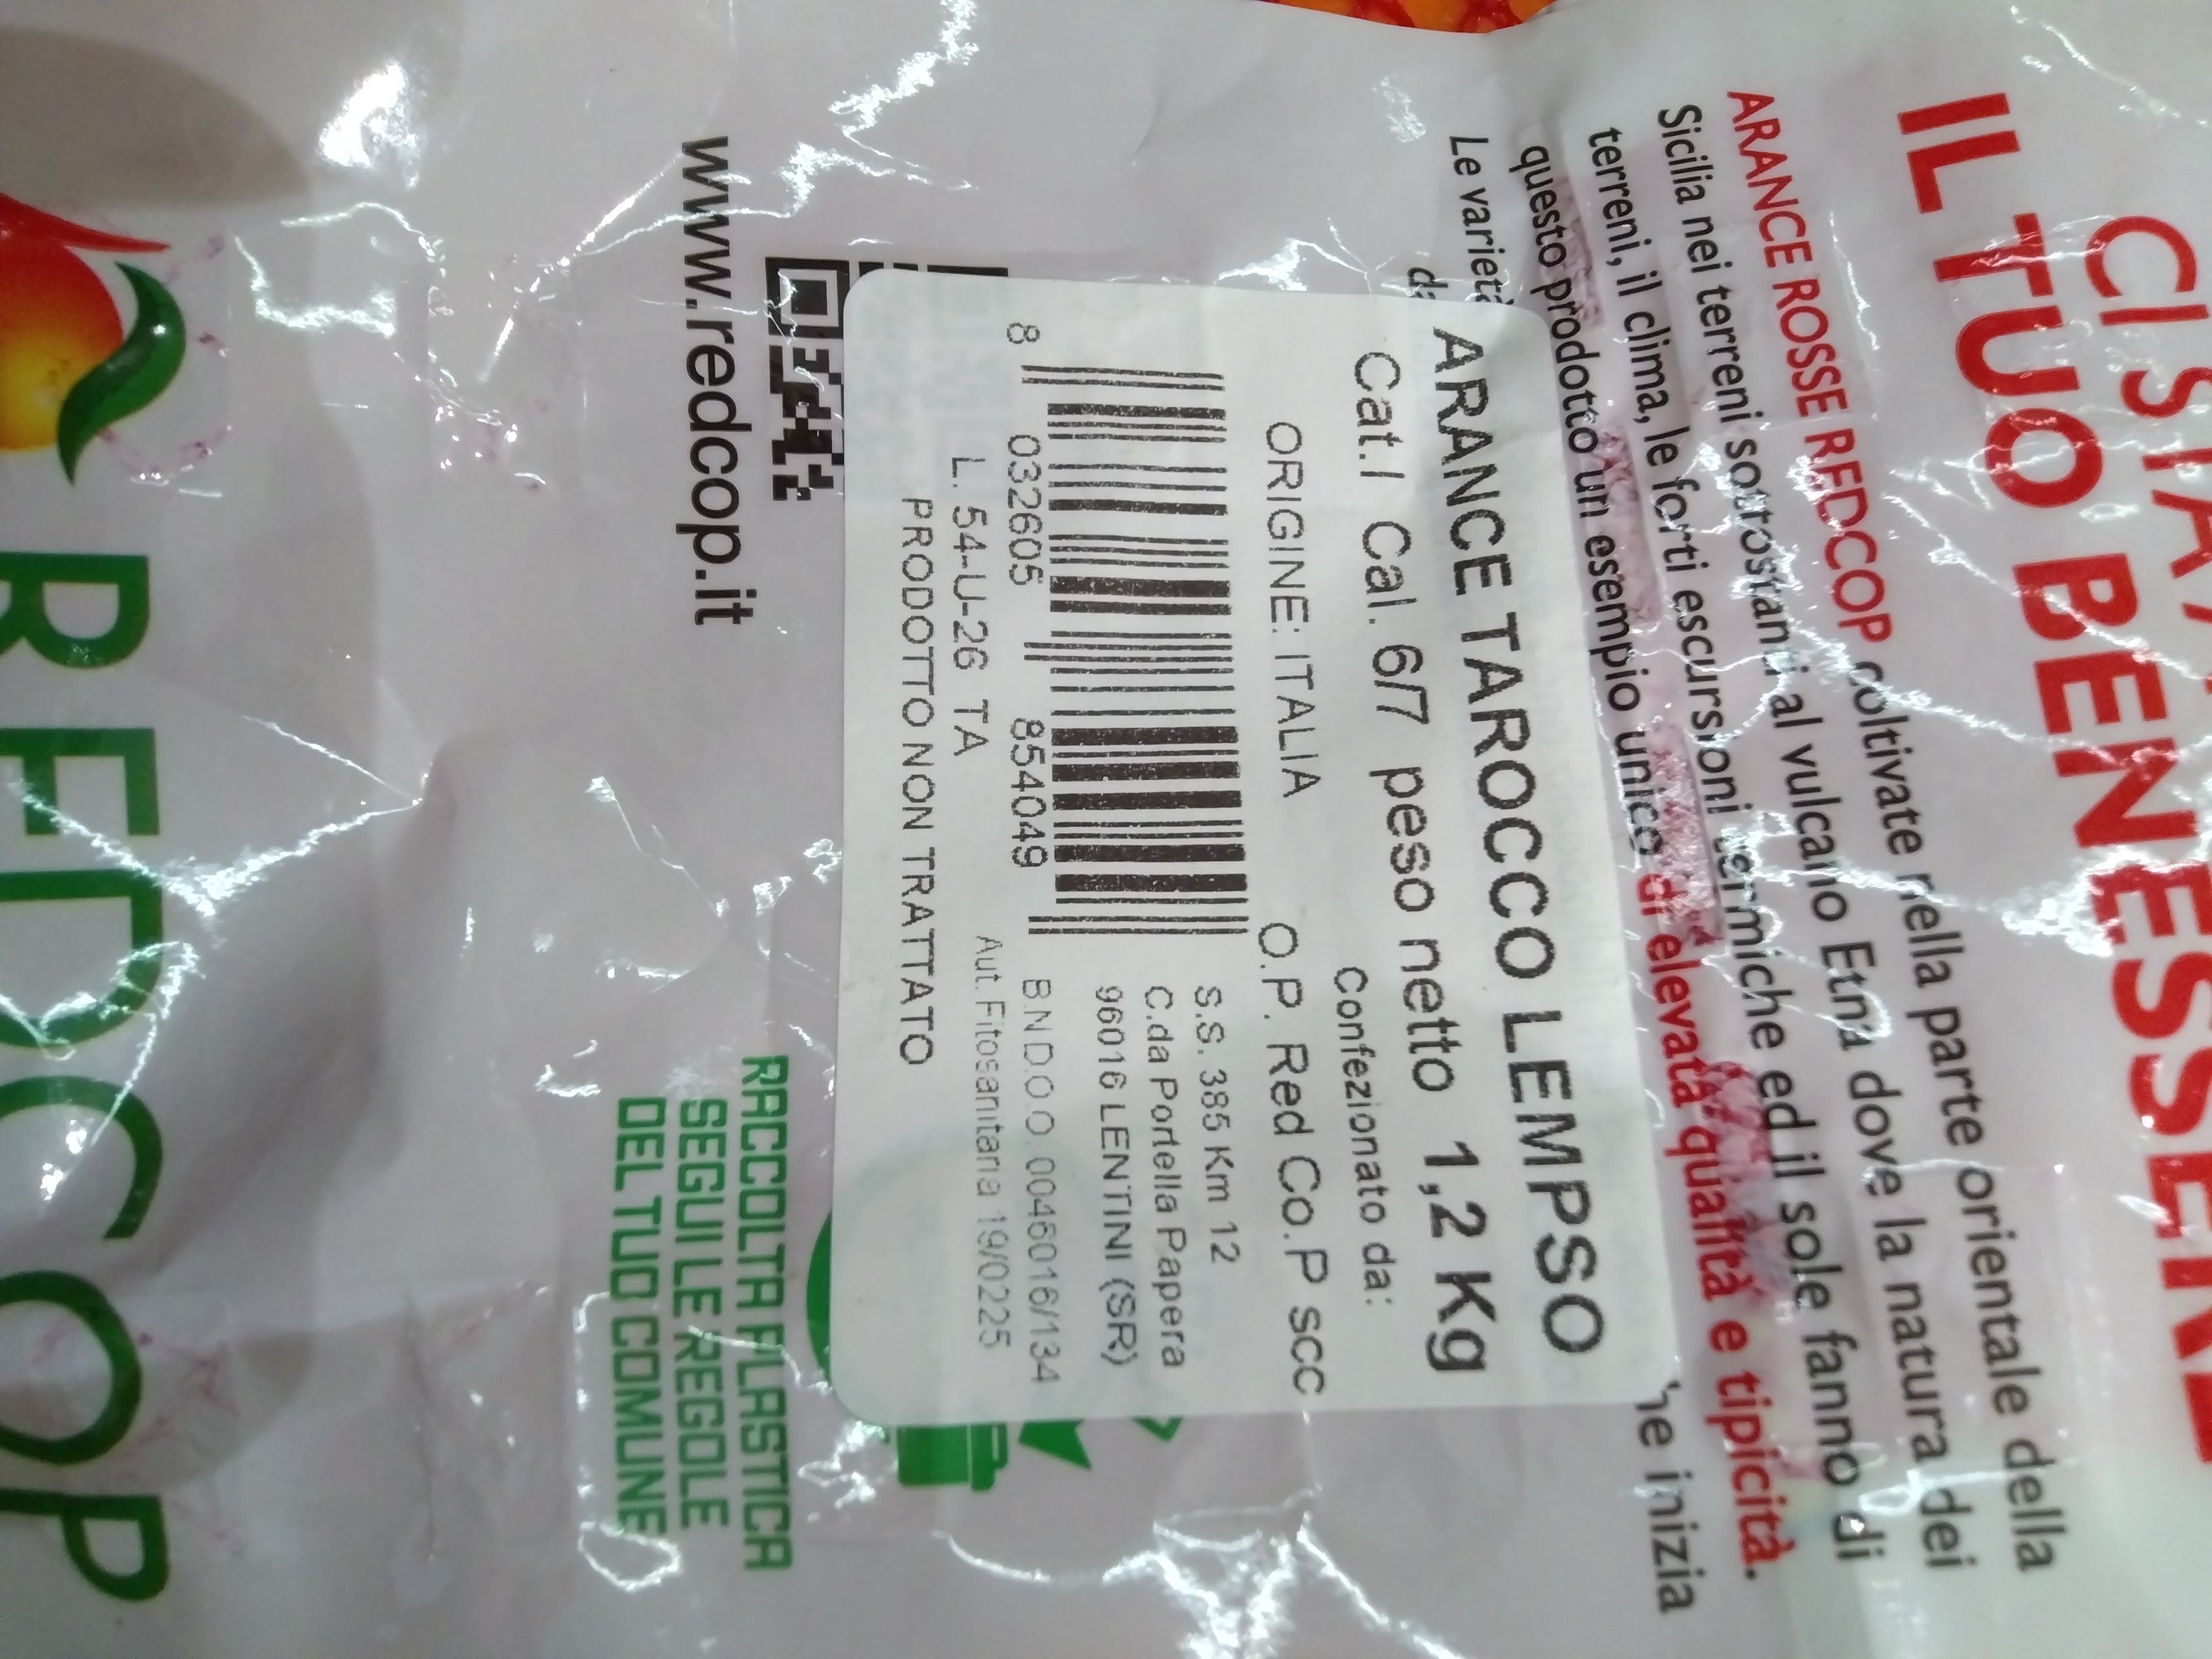 CI STA A
IL TUO BENESSERE
ARANCE ROSSE REDCOP coltivate nella parte orientale della
Sicilia nei terreni sottostanti al vulcano Etna dove la natura dei
terreni, il clima, le forti escursioni termiche ed il sole fanno di
questo prodotto un esempio unico di elevata qualità e tipicità.
Le varietà he inizia
da
ARANCE TAROCCO LEMPSO
Cat.I Cal. 6/7 peso netto 1,2 Kg
Confezionato da:
ORIGINE: ITALIA O.P. Red Co.P scc
S.S. 385 Km 12
C.da Portella Papera
96016 LENTINI (SR)
8 032605 854049
B.N.D.O.O. 0046016/134
L. 54-U-26 TA
Aut. Fitosanitaria 19/0225
PRODOTTO NON TRATTATO
www.redcop.it
RACCOLTA PLASTICA
SEGUI LE REGOLE
DEL TUO COMUNE
REDCOP